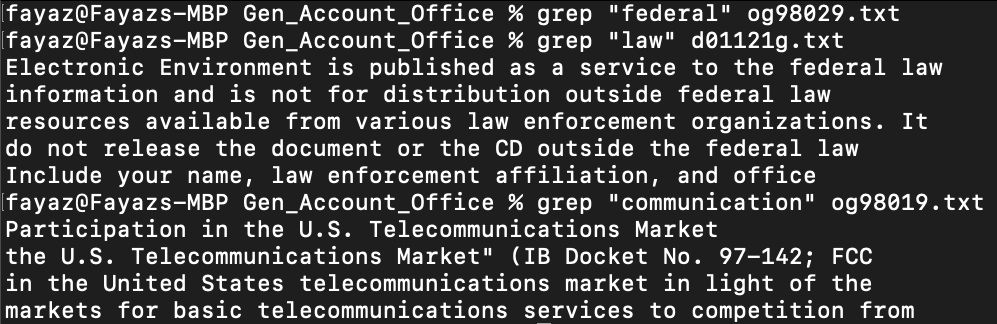 fayaz@Fayazs-MBP Gen_Account_Office % grep "federal" og98029.txt
fayaz@Fayazs-MBP Gen_Account_Office % grep "law" d01121g.txt
Electronic Environment is published as a service to the federal law
information and is not for distribution outside federal law
resources available from various law enforcement organizations. It
do not release the document or the CD outside the federal law
Include your name, law enforcement affiliation, and office
fayaz@Fayazs-MBP Gen_Account_Office % grep "communication" og98019.txt
Participation in the U.S. Telecommunications Market
the U.S. Telecommunications Market" (IB Docket No. 97-142; FCC
in the United States telecommunications market in light of the
markets for basic telecommunications services to competition from